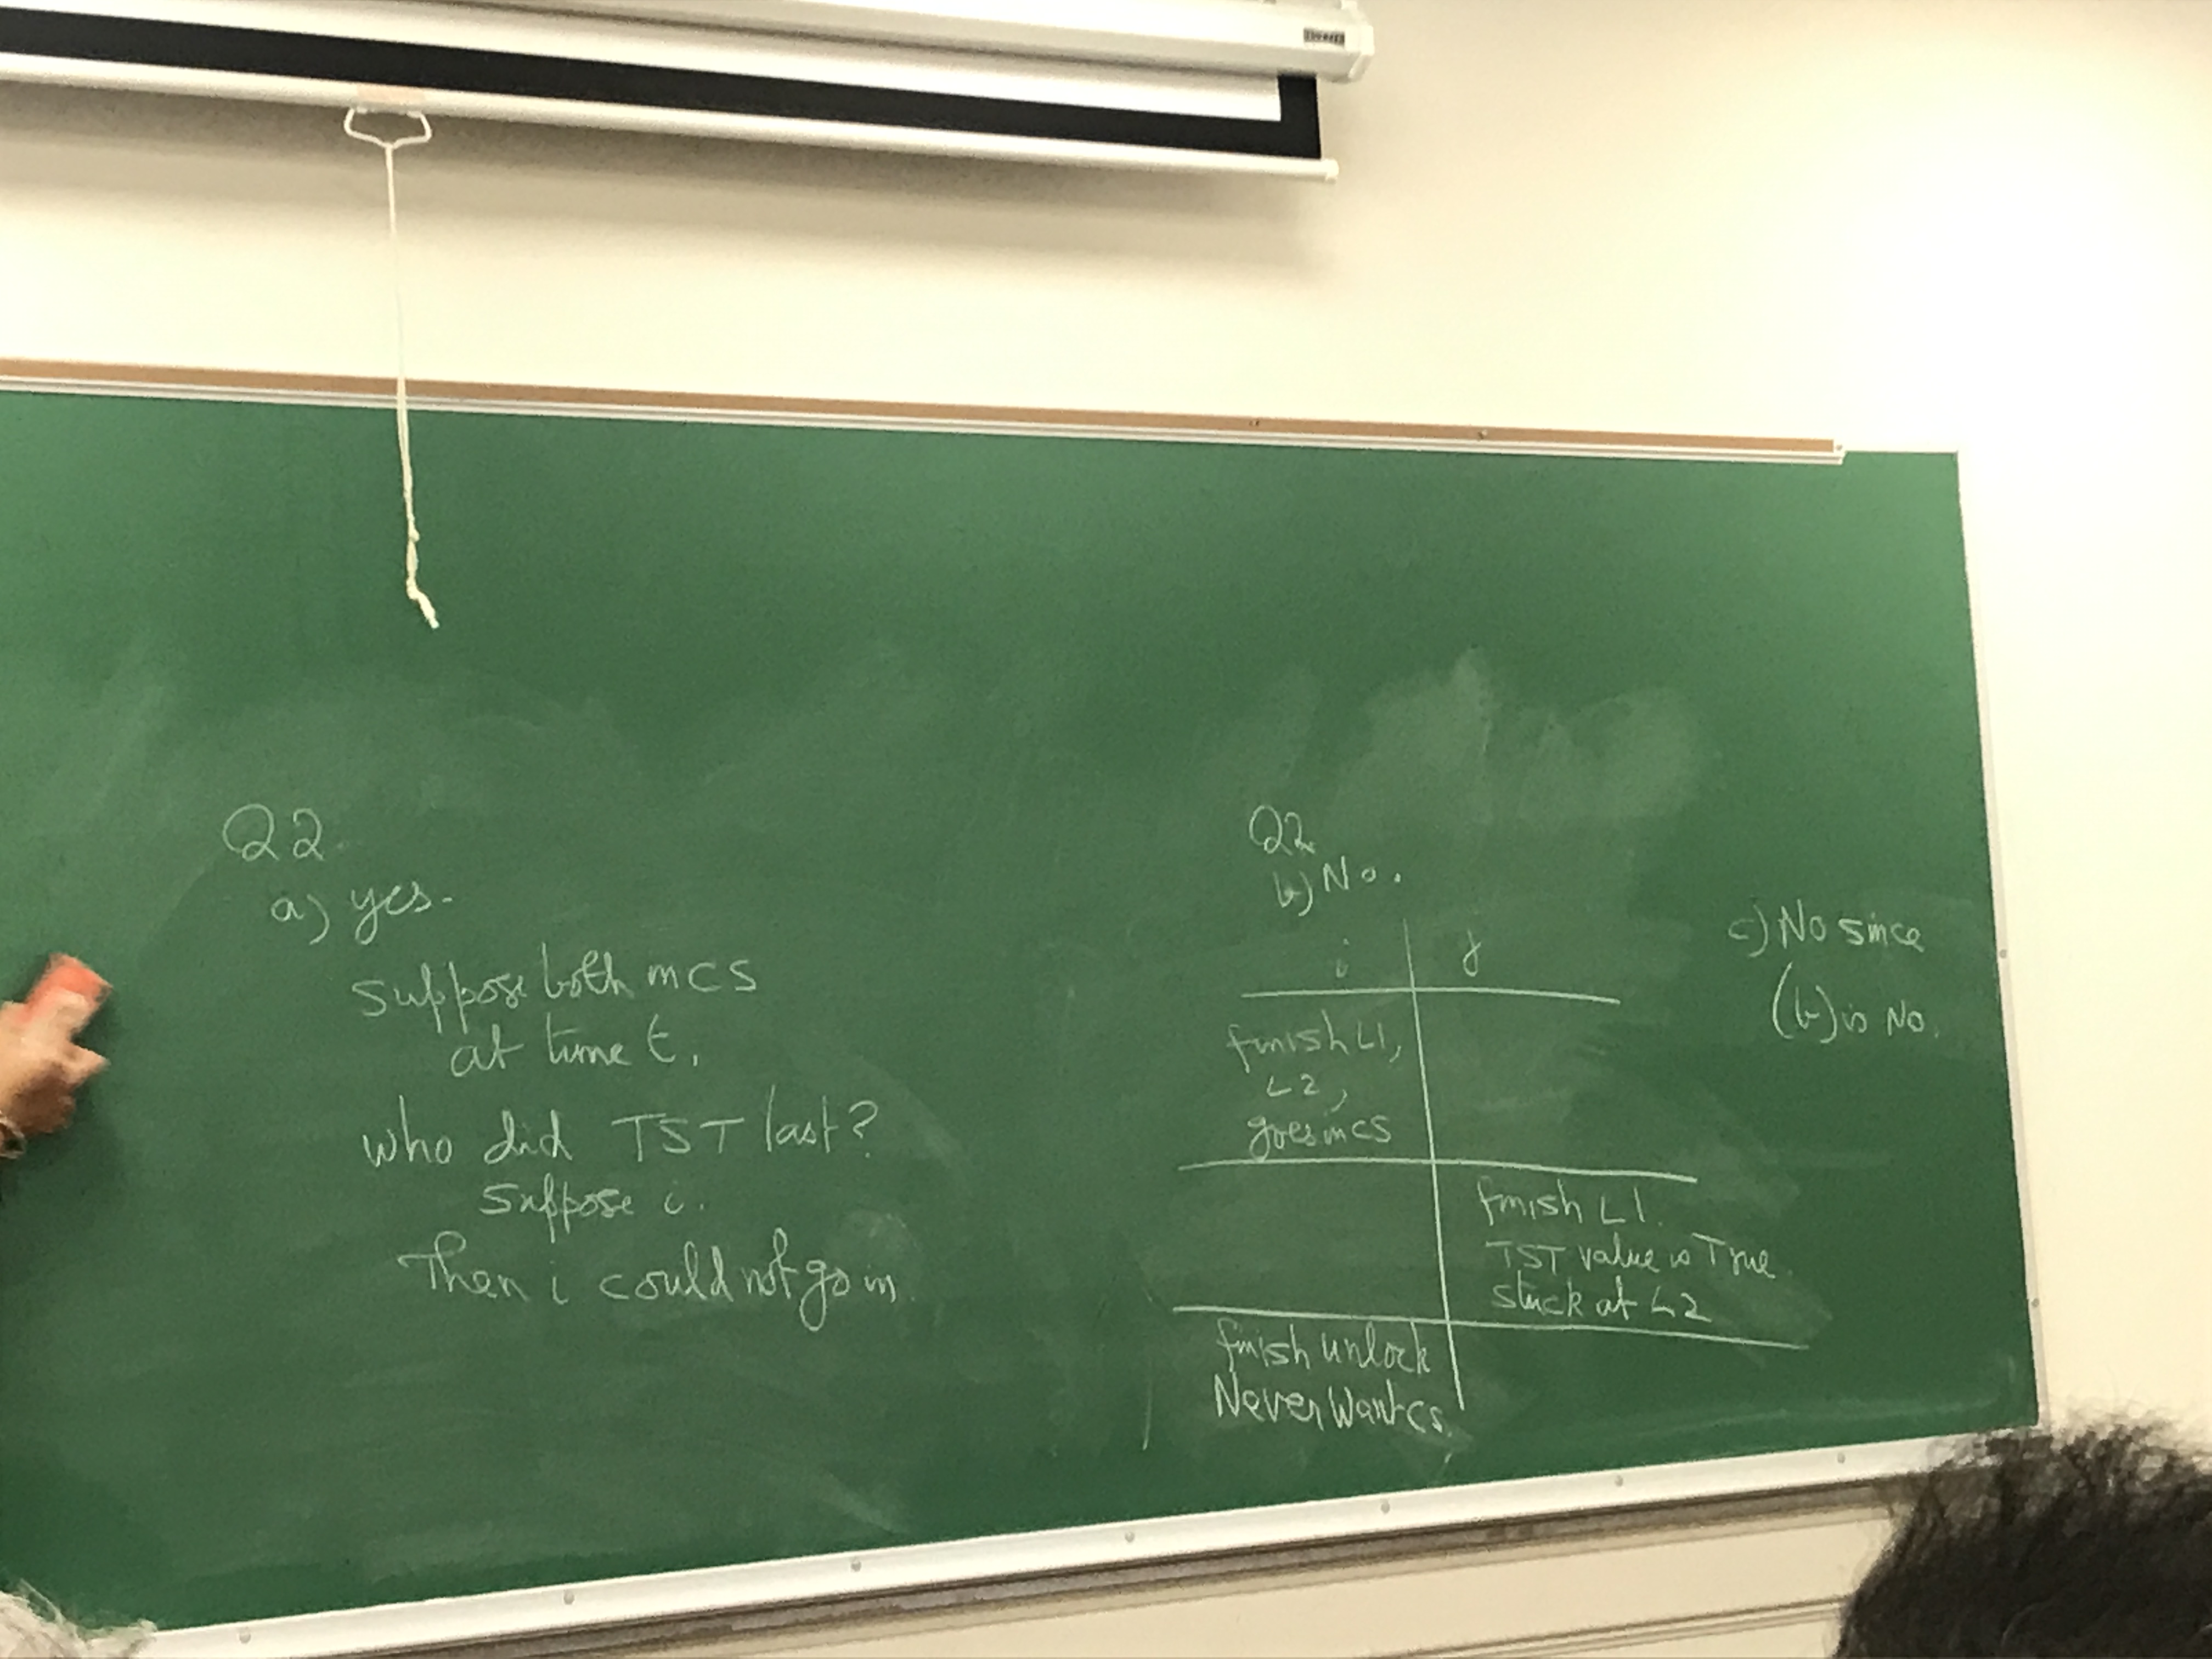 Q2
a) yes.
Suppose both in CS
at time t.
who did TST last?
Suppose i.
Then i could not go in.
Q2
b) No.
i j
finish L1,
L2,
goes in CS
finish L1.
TST value is True.
stuck at L2
finish unlock
Never Want CS.
c) No since
(b) is No.